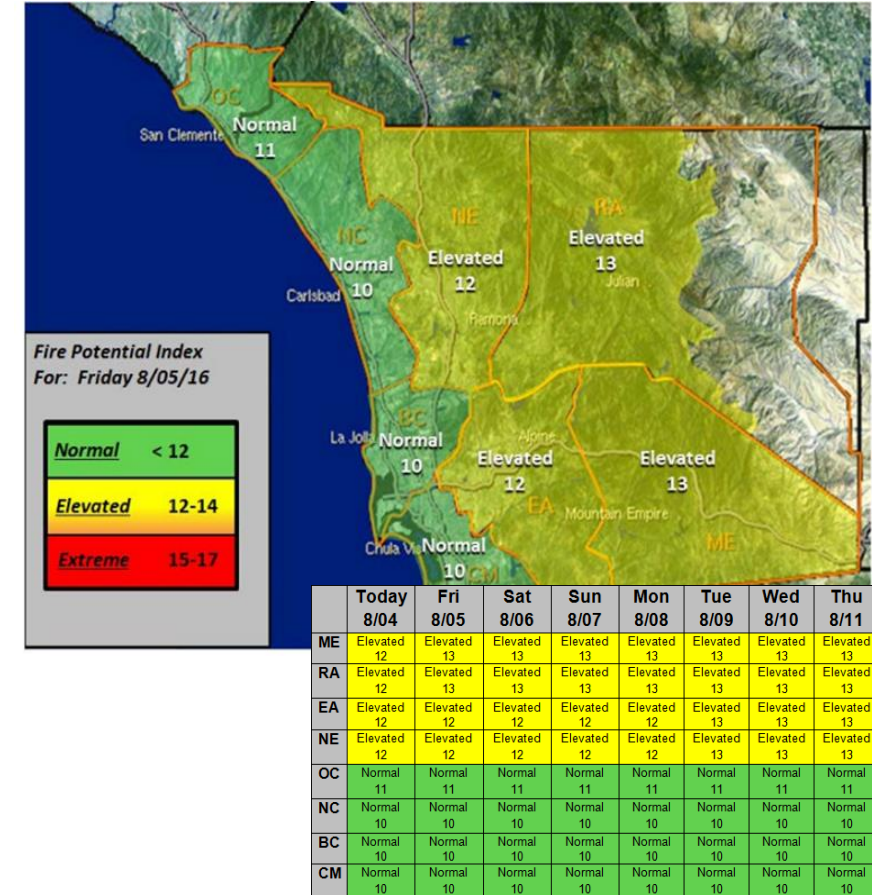 OC
San Clemente
Normal
11
NC
Normal
10
Carlsbad
NE
Elevated
12
Ramona
RA
Elevated
13
Julian
Fire Potential Index
For: Friday 8/05/16
Normal < 12
Elevated 12-14
Extreme 15-17
BC
La Jolla
Normal
10
Alpine
Elevated
12
EA
Elevated
13
Mountain Empire
ME
Chula Vi
Normal
10
CM
Today Fri Sat Sun Mon Tue Wed Thu
8/04 8/05 8/06 8/07 8/08 8/09 8/10 8/11
ME Elevated Elevated Elevated Elevated Elevated Elevated Elevated Elevated
12 13 13 13 13 13 13 13
RA Elevated Elevated Elevated Elevated Elevated Elevated Elevated Elevated
12 13 13 13 13 13 13 13
EA Elevated Elevated Elevated Elevated Elevated Elevated Elevated Elevated
12 12 12 12 12 13 13 13
NE Elevated Elevated Elevated Elevated Elevated Elevated Elevated Elevated
12 12 12 12 12 13 13 13
OC Normal Normal Normal Normal Normal Normal Normal Normal
11 11 11 11 11 11 11 11
NC Normal Normal Normal Normal Normal Normal Normal Normal
10 10 10 10 10 10 10 10
BC Normal Normal Normal Normal Normal Normal Normal Normal
10 10 10 10 10 10 10 10
CM Normal Normal Normal Normal Normal Normal Normal Normal
10 10 10 10 10 10 10 10